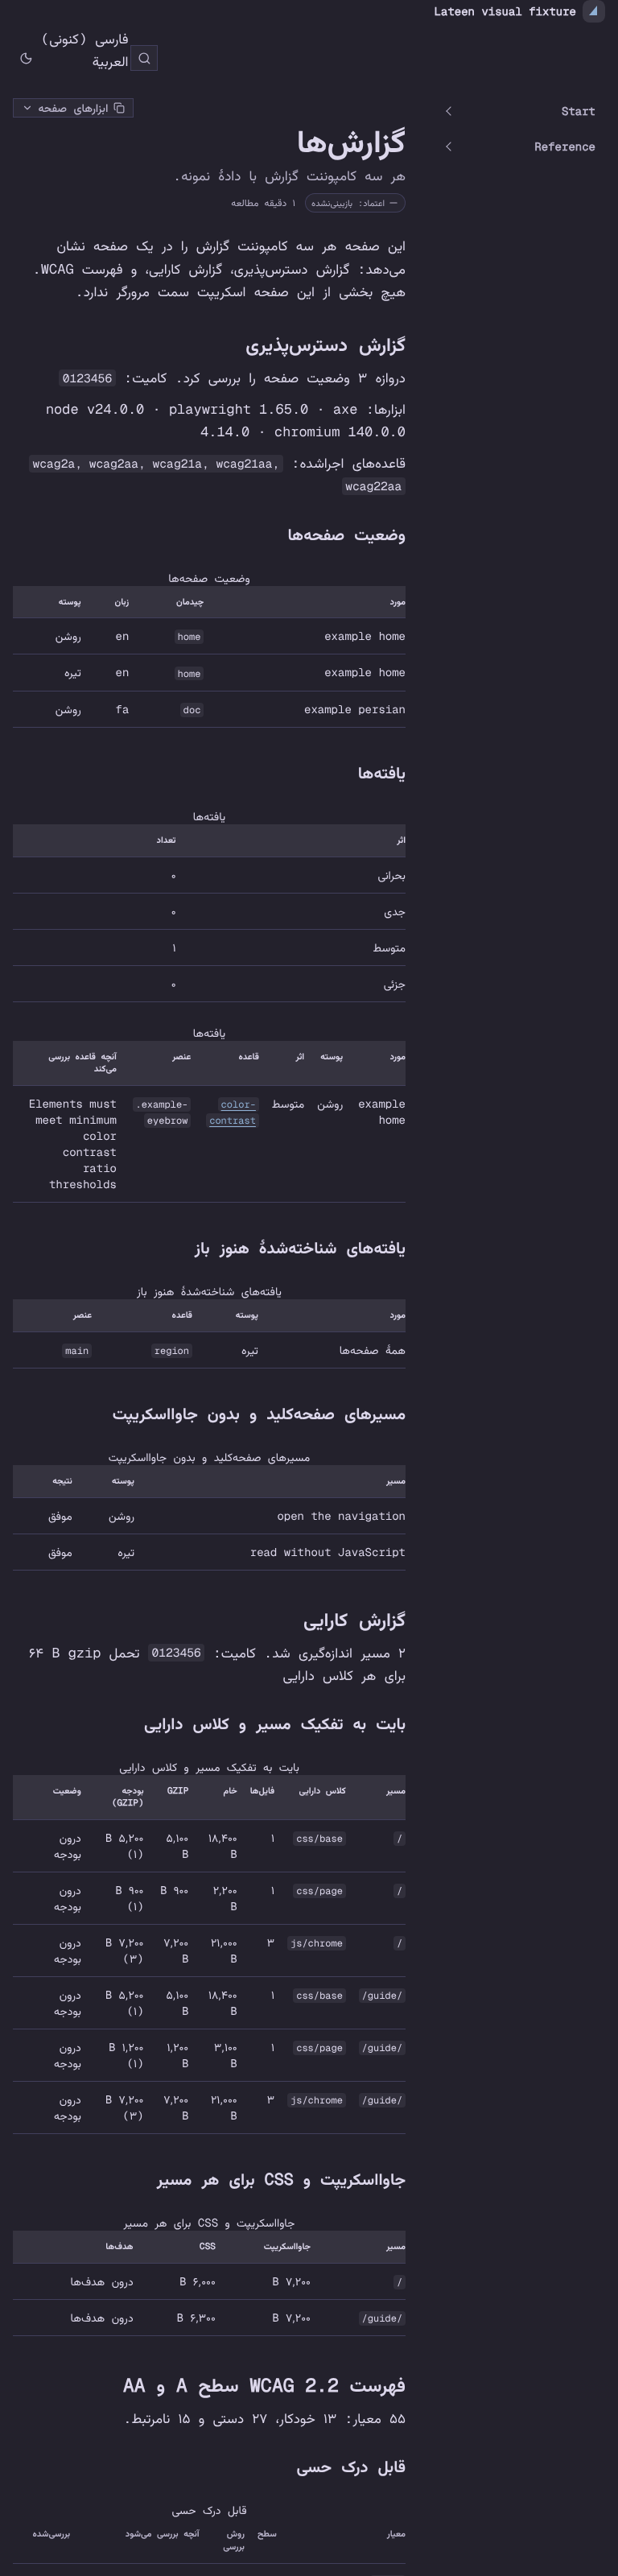 Lateen visual fixture
فارسی (کنونی)
العربية
Start
Reference
ابزارهای صفحه
گزارش‌ها
هر سه کامپوننت گزارش با دادهٔ نمونه.
— اعتماد: بازبینی‌نشده ۱ دقیقه مطالعه
این صفحه هر سه کامپوننت گزارش را در یک صفحه نشان
می‌دهد: گزارش دسترس‌پذیری، گزارش کارایی، و فهرست WCAG.
هیچ بخشی از این صفحه اسکریپت سمت مرورگر ندارد.
گزارش دسترس‌پذیری
دروازه ۳ وضعیت صفحه را بررسی کرد. کامیت: 0123456
ابزارها: node v24.0.0 · playwright 1.65.0 · axe
4.14.0 · chromium 140.0.0
قاعده‌های اجراشده: wcag2a, wcag2aa, wcag21a, wcag21aa,
wcag22aa
وضعیت صفحه‌ها
وضعیت صفحه‌ها
مورد چیدمان زبان پوسته
example home home en روشن
example home home en تیره
example persian doc fa روشن
یافته‌ها
یافته‌ها
اثر تعداد
بحرانی ۰
جدی ۰
متوسط ۱
جزئی ۰
یافته‌ها
مورد پوسته اثر قاعده عنصر آنچه قاعده بررسی
می‌کند
example روشن متوسط color- .example- Elements must
home contrast eyebrow meet minimum
color
contrast
ratio
thresholds
یافته‌های شناخته‌شدهٔ هنوز باز
یافته‌های شناخته‌شدهٔ هنوز باز
مورد پوسته قاعده عنصر
همهٔ صفحه‌ها تیره region main
مسیرهای صفحه‌کلید و بدون جاوااسکریپت
مسیرهای صفحه‌کلید و بدون جاوااسکریپت
مسیر پوسته نتیجه
open the navigation روشن موفق
read without JavaScript تیره موفق
گزارش کارایی
۲ مسیر اندازه‌گیری شد. کامیت: 0123456 تحمل ۶۴ B gzip
برای هر کلاس دارایی
بایت به تفکیک مسیر و کلاس دارایی
بایت به تفکیک مسیر و کلاس دارایی
مسیر کلاس دارایی فایل‌ها خام GZIP بودجه وضعیت
(GZIP)
/ css/base ۱ ۱۸٬۴۰۰ ۵٬۱۰۰ ۵٬۲۰۰ B درون
B B (۱) بودجه
/ css/page ۱ ۲٬۲۰۰ ۹۰۰ B ۹۰۰ B درون
B (۱) بودجه
/ js/chrome ۳ ۲۱٬۰۰۰ ۷٬۲۰۰ ۷٬۲۰۰ B درون
B B (۳) بودجه
/guide/ css/base ۱ ۱۸٬۴۰۰ ۵٬۱۰۰ ۵٬۲۰۰ B درون
B B (۱) بودجه
/guide/ css/page ۱ ۳٬۱۰۰ ۱٬۲۰۰ ۱٬۲۰۰ B درون
B B (۱) بودجه
/guide/ js/chrome ۳ ۲۱٬۰۰۰ ۷٬۲۰۰ ۷٬۲۰۰ B درون
B B (۳) بودجه
جاوااسکریپت و CSS برای هر مسیر
جاوااسکریپت و CSS برای هر مسیر
مسیر جاوااسکریپت CSS هدف‌ها
/ ۷٬۲۰۰ B ۶٬۰۰۰ B درون هدف‌ها
/guide/ ۷٬۲۰۰ B ۶٬۳۰۰ B درون هدف‌ها
فهرست WCAG 2.2 سطح A و AA
۵۵ معیار: ۱۳ خودکار، ۲۷ دستی و ۱۵ نامرتبط.
قابل درک حسی
قابل درک حسی
معیار سطح روش آنچه بررسی می‌شود بررسی‌شده
بررسی